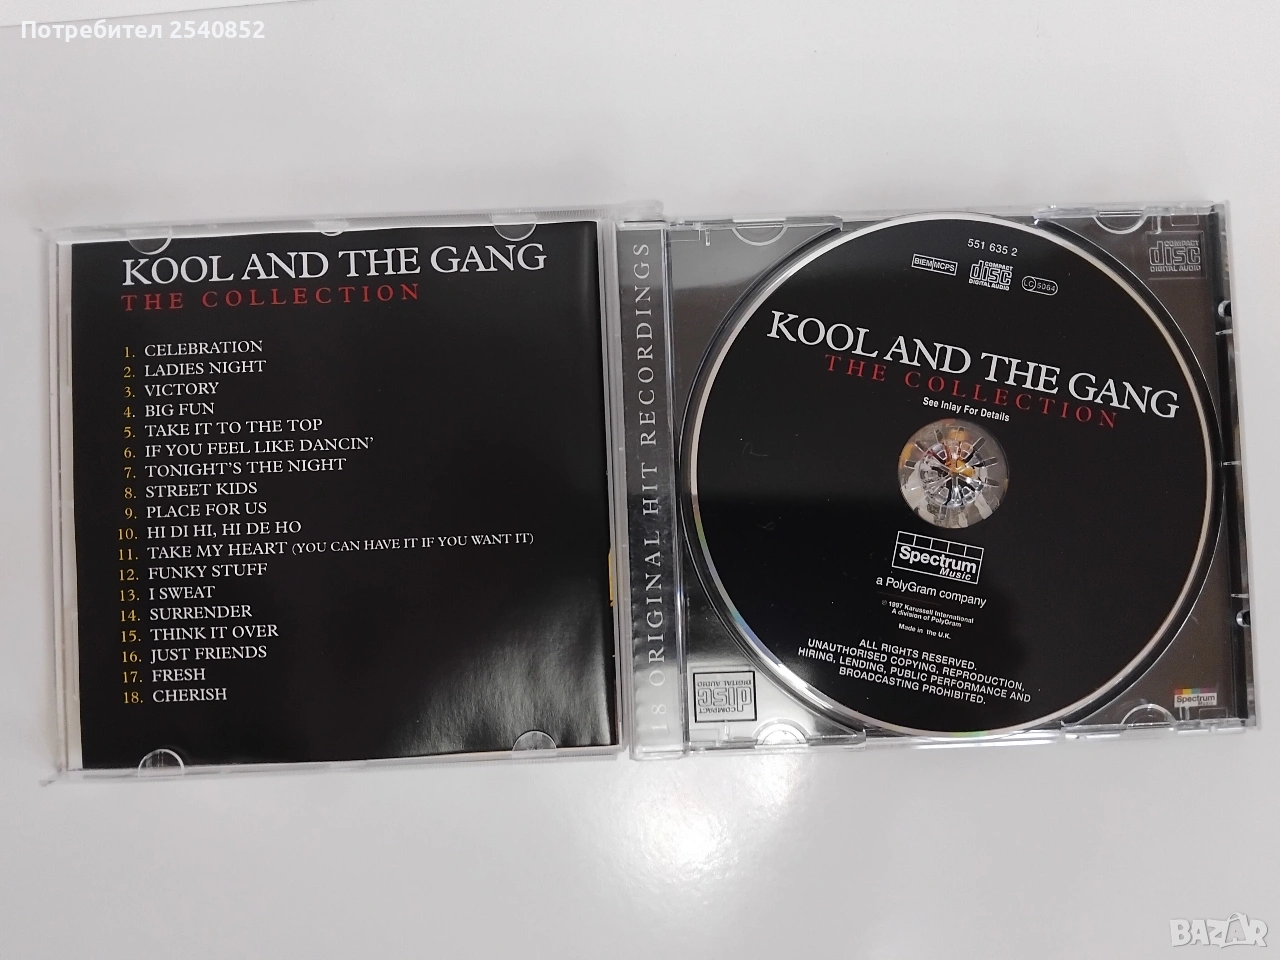 Потребител 2540852
KOOL AND THE GANG
THE COLLECTION
1. CELEBRATION
2. LADIES NIGHT
3. VICTORY
4. BIG FUN
5. TAKE IT TO THE TOP
6. IF YOU FEEL LIKE DANCIN'
7. TONIGHT'S THE NIGHT
8. STREET KIDS
9. PLACE FOR US
10. HI DI HI, HI DE HO
11. TAKE MY HEART (YOU CAN HAVE IT IF YOU WANT IT)
12. FUNKY STUFF
13. I SWEAT
14. SURRENDER
15. THINK IT OVER
16. JUST FRIENDS
17. FRESH
18. CHERISH
18 ORIGINAL HIT RECORDINGS
COMPACT
disc
DIGITAL AUDIO
551 635 2
BIEM/MCPS
COMPACT
disc
DIGITAL AUDIO
LC 5064
KOOL AND THE GANG
THE COLLECTION
See Inlay For Details
Spectrum
Music
a PolyGram company
℗ 1997 Karussell International
A division of PolyGram
Made in the U.K.
ALL RIGHTS RESERVED.
UNAUTHORISED COPYING, REPRODUCTION,
HIRING, LENDING, PUBLIC PERFORMANCE AND
BROADCASTING PROHIBITED.
COMPACT
disc
DIGITAL AUDIO
Spectrum
Music
BAZAR